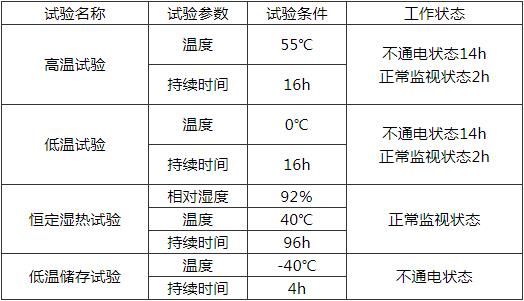 试验名称 试验参数 试验条件 工作状态
高温试验 温度 55℃ 不通电状态14h
正常监视状态2h
持续时间 16h
低温试验 温度 0℃ 不通电状态14h
正常监视状态2h
持续时间 16h
恒定湿热试验 相对湿度 92% 正常监视状态
温度 40℃
持续时间 96h
低温储存试验 温度 -40℃ 不通电状态
持续时间 4h